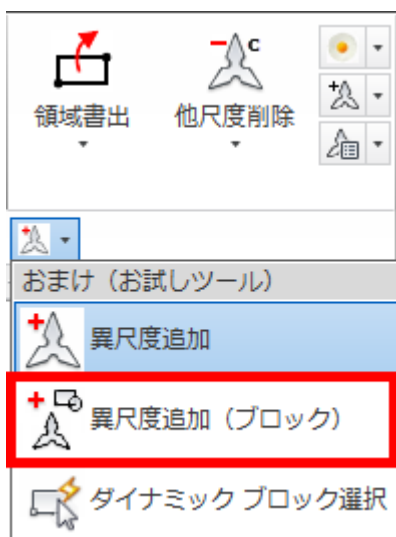 領域書出
他尺度削除
おまけ（お試しツール）
異尺度追加
異尺度追加（ブロック）
ダイナミック ブロック選択